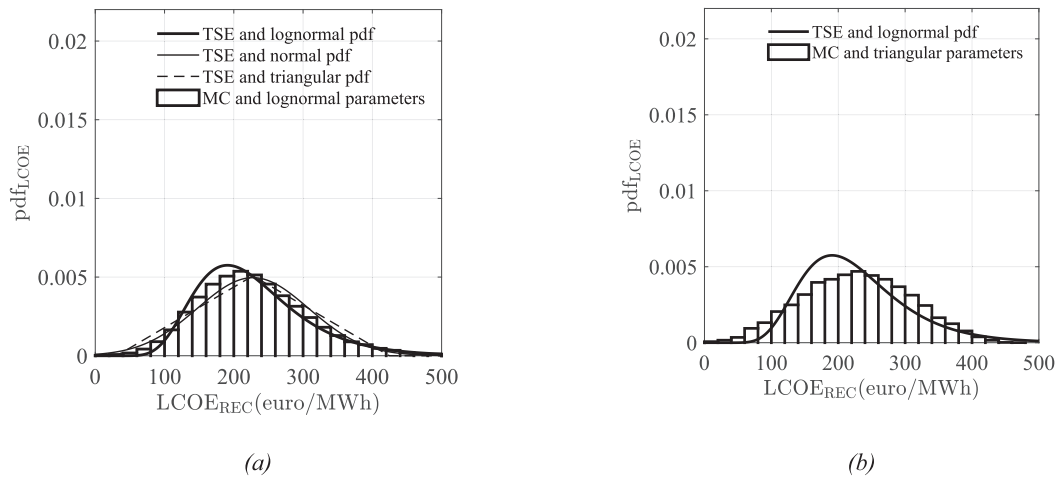 TSE and lognormal pdf
TSE and normal pdf
TSE and triangular pdf
MC and lognormal parameters
0.02
0.015
0.01
0.005
0
pdf_LCOE
0 100 200 300 400 500
LCOE_REC(euro/MWh)
(a)
TSE and lognormal pdf
MC and triangular parameters
0.02
0.015
0.01
0.005
0
pdf_LCOE
0 100 200 300 400 500
LCOE_REC(euro/MWh)
(b)